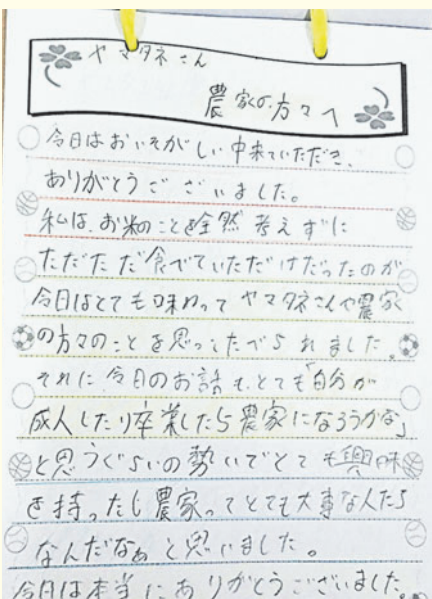 ヤマタネさん
農家の方々へ
今日はおいそがしい中来ていただき、
ありがとうございました。
私は、お米のことを全然考えずに
ただただ食べていただけだったのが
今日はとても味わってヤマタネさんや農家
の方々のことを思ってたべられました。
それに今日のお話も、とても「自分が
成人したり卒業したら農家になろうかな」
と思うぐらいの勢いでとても興味
を持ったし農家ってとても大事な人たち
なんだなぁと思いました。
今日は本当にありがとうございました。